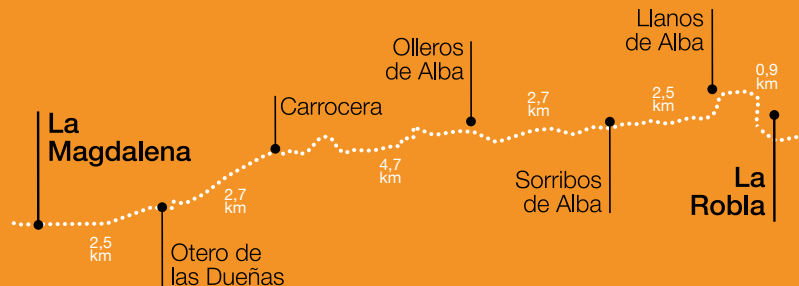 La
Magdalena
2,5
km
Otero de
las Dueñas
2,7
km
Carrocera
4,7
km
Olleros
de Alba
2,7
km
Sorribos
de Alba
2,5
km
Llanos
de Alba
0,9
km
La
Robla